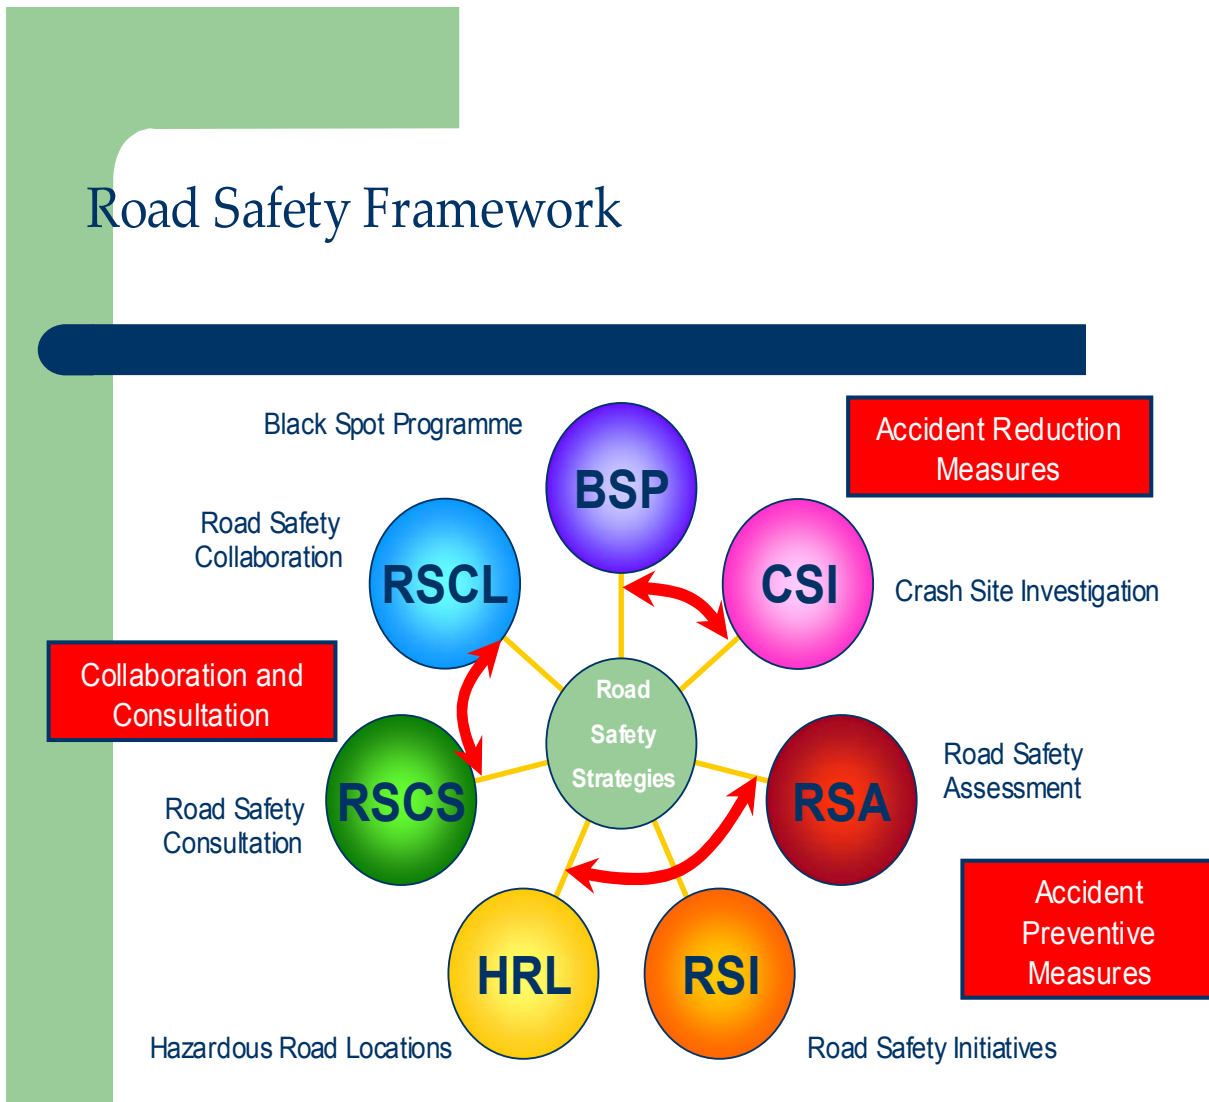 Road Safety Framework
Black Spot Programme
BSP
Accident Reduction
Measures
Road Safety
Collaboration
RSCL
CSI
Crash Site Investigation
Collaboration and
Consultation
Road
Safety
Strategies
Road Safety
Assessment
RSCS
RSA
Road Safety
Consultation
Accident
Preventive
Measures
HRL
RSI
Hazardous Road Locations
Road Safety Initiatives